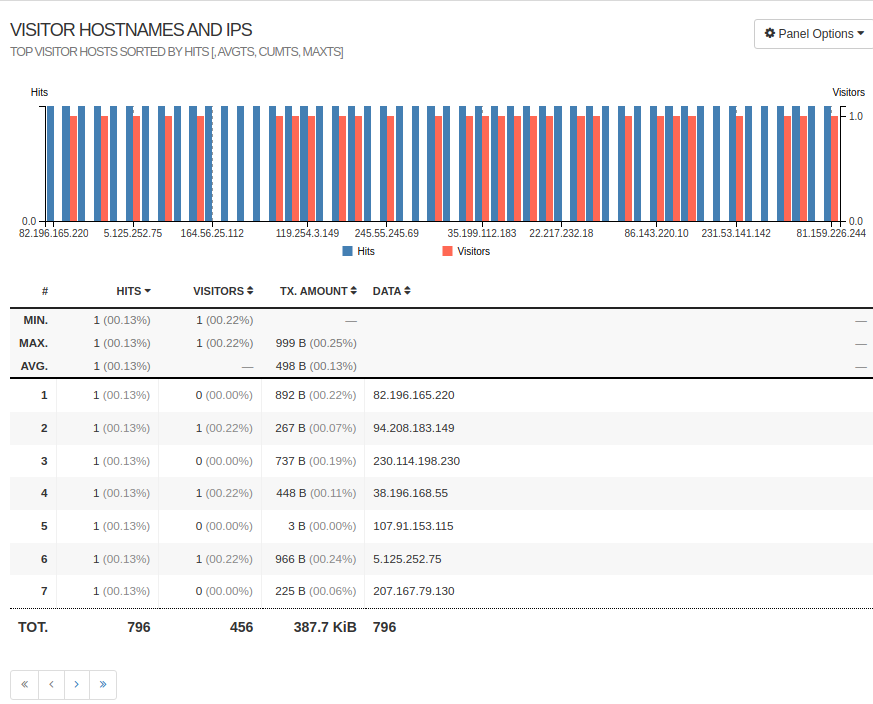 VISITOR HOSTNAMES AND IPS
TOP VISITOR HOSTS SORTED BY HITS [, AVGTS, CUMTS, MAXTS]
Panel Options
Hits
Visitors
1.0
0.0
0.0
82.196.165.220 5.125.252.75 164.56.25.112 119.254.3.149 245.55.245.69 35.199.112.183 22.217.232.18 86.143.220.10 231.53.141.142 81.159.226.244
Hits Visitors
# HITS VISITORS TX. AMOUNT DATA
MIN. 1 (00.13%) 1 (00.22%) — —
MAX. 1 (00.13%) 1 (00.22%) 999 B (00.25%) —
AVG. 1 (00.13%) — 498 B (00.13%) —
1 1 (00.13%) 0 (00.00%) 892 B (00.22%) 82.196.165.220
2 1 (00.13%) 1 (00.22%) 267 B (00.07%) 94.208.183.149
3 1 (00.13%) 0 (00.00%) 737 B (00.19%) 230.114.198.230
4 1 (00.13%) 1 (00.22%) 448 B (00.11%) 38.196.168.55
5 1 (00.13%) 0 (00.00%) 3 B (00.00%) 107.91.153.115
6 1 (00.13%) 1 (00.22%) 966 B (00.24%) 5.125.252.75
7 1 (00.13%) 0 (00.00%) 225 B (00.06%) 207.167.79.130
TOT. 796 456 387.7 KiB 796
« ‹ › »